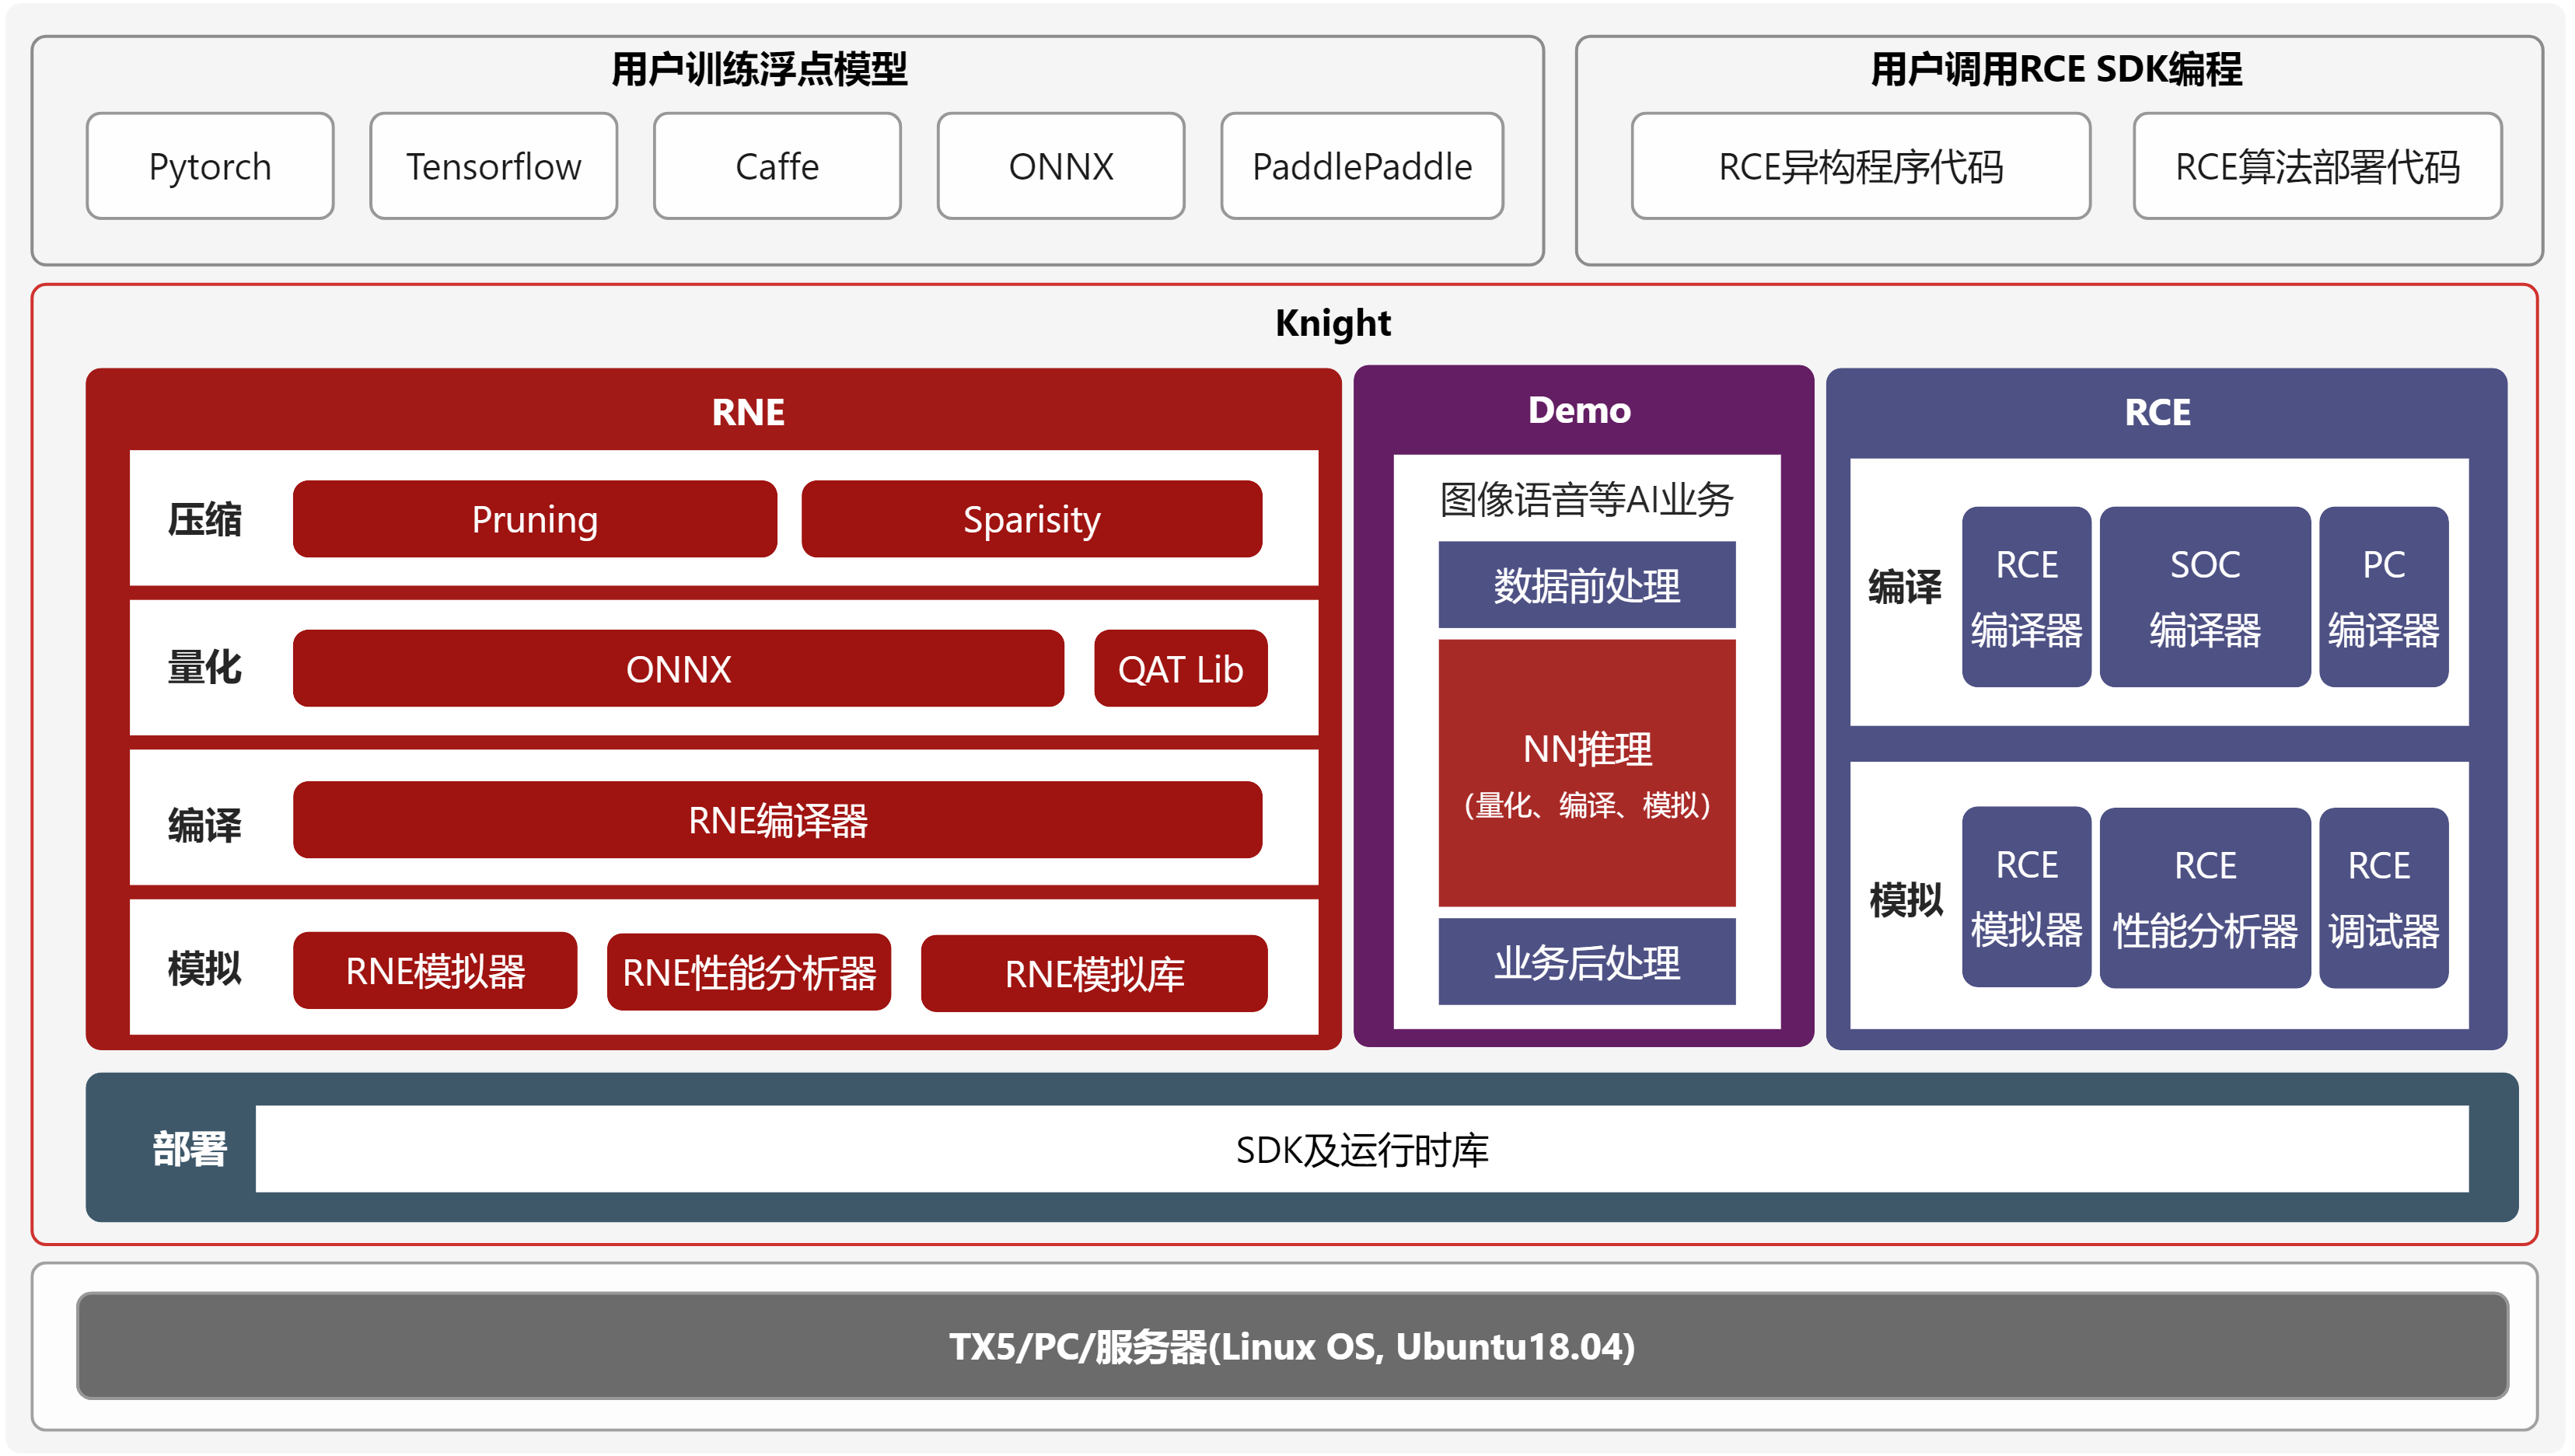 用户训练浮点模型
Pytorch
Tensorflow
Caffe
ONNX
PaddlePaddle
用户调用RCE SDK编程
RCE异构程序代码
RCE算法部署代码
Knight
RNE
压缩
Pruning
Sparisity
量化
ONNX
QAT Lib
编译
RNE编译器
模拟
RNE模拟器
RNE性能分析器
RNE模拟库
Demo
图像语音等AI业务
数据前处理
NN推理
（量化、编译、模拟）
业务后处理
RCE
编译
RCE
编译器
SOC
编译器
PC
编译器
模拟
RCE
模拟器
RCE
性能分析器
RCE
调试器
部署
SDK及运行时库
TX5/PC/服务器(Linux OS, Ubuntu18.04)